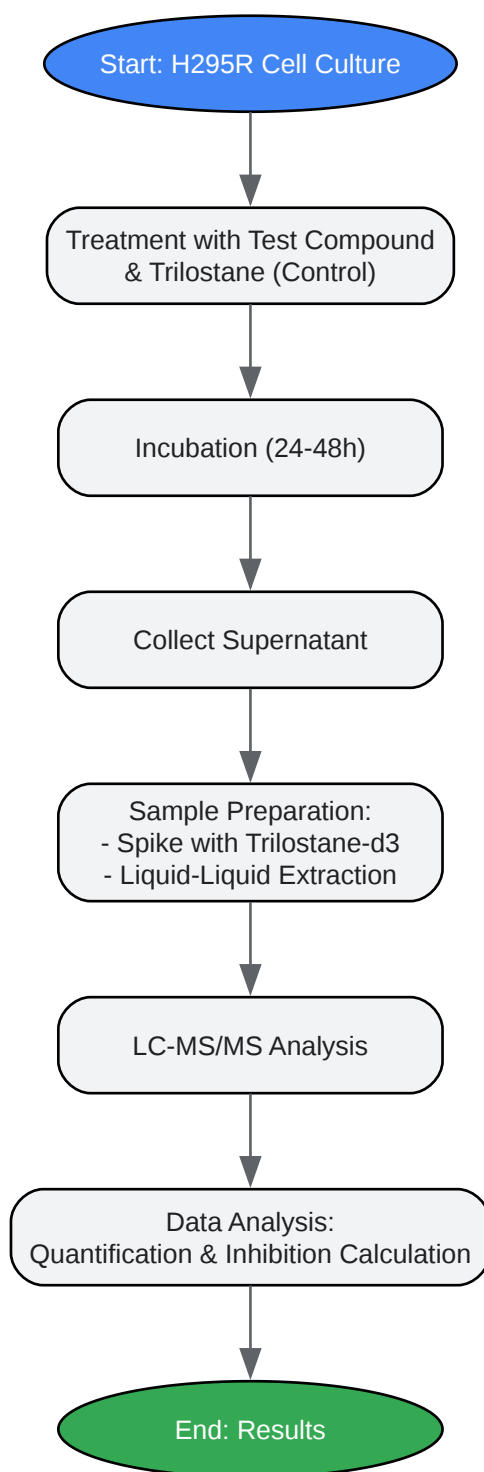 Start: H295R Cell Culture
Treatment with Test Compound
& Trilostane (Control)
Incubation (24-48h)
Collect Supernatant
Sample Preparation:
- Spike with Trilostane-d3
- Liquid-Liquid Extraction
LC-MS/MS Analysis
Data Analysis:
Quantification & Inhibition Calculation
End: Results